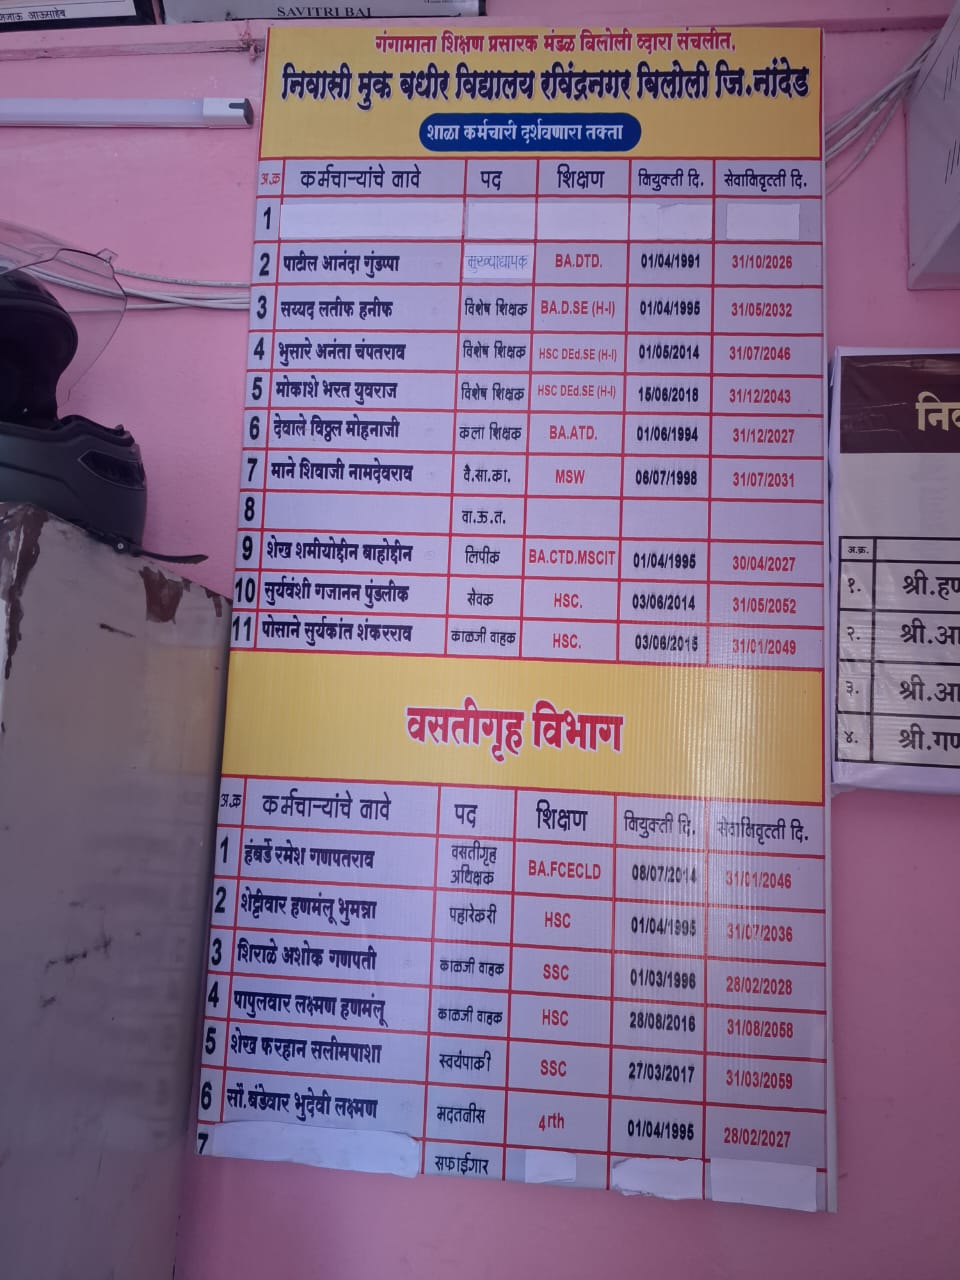 जाऊ आऊसाहेब
SAVITRI BAI
गंगामाता शिक्षण प्रसारक मंडळ बिलोली व्दारा संचलीत.
निवासी मुक बधीर विद्यालय रविंद्रनगर बिलोली जि.नांदेड
शाळा कर्मचारी दर्शवणारा तक्ता
अ.क्र कर्मचाऱ्यांचे नावे पद शिक्षण नियुक्ती दि. सेवानिवृत्ती दि.
1
2 पाटील आनंदा गुंडप्पा मुख्याध्यापक BA.DTD. 01/04/1991 31/10/2026
3 सय्यद लतीफ हनीफ विशेष शिक्षक BA.D.SE (H-I) 01/04/1995 31/05/2032
4 भुसारे अनंता चंपतराव विशेष शिक्षक HSC DEd.SE (H-I) 01/05/2014 31/07/2046
5 मोकाशे भरत युवराज विशेष शिक्षक HSC DEd.SE (H-I) 15/06/2018 31/12/2043
6 देवाले विठ्ठल मोहनाजी कला शिक्षक BA.ATD. 01/06/1994 31/12/2027
7 माने शिवाजी नामदेवराव वै.सा.का. MSW 06/07/1998 31/07/2031
8 वा.ऊ.त.
9 शेख शमीयोद्दीन बाहोद्दीन लिपीक BA.CTD.MSCIT 01/04/1995 30/04/2027
10 सुर्यवंशी गजानन पुंडलीक सेवक HSC. 03/06/2014 31/05/2052
11 पोसाने सुर्यकांत शंकरराव काळजी वाहक HSC. 03/06/2015 31/01/2049
वसतीगृह विभाग
अ.क्र कर्मचाऱ्यांचे नावे पद शिक्षण नियुक्ती दि. सेवानिवृत्ती दि.
1 हंबर्डे रमेश गणपतराव वसतीगृह अधिक्षक BA.FCECLD 08/07/2014 31/01/2046
2 शेट्टीवार हणमंलू भुमन्ना पहारेकरी HSC 01/04/1995 31/07/2036
3 शिराळे अशोक गणपती काळजी वाहक SSC 01/03/1996 28/02/2028
4 पापुलवार लक्ष्मण हणमंलू काळजी वाहक HSC 28/08/2016 31/08/2058
5 शेख फरहान सलीमपाशा स्वयंपाकी SSC 27/03/2017 31/03/2059
6 सौ.बंडेवार भुदेवी लक्ष्मण मदतनीस 4rth 01/04/1995 28/02/2027
7 सफाईगार
नि
अ.क्र.
१. श्री.हण
२. श्री.आ
३. श्री.आ
४. श्री.गण